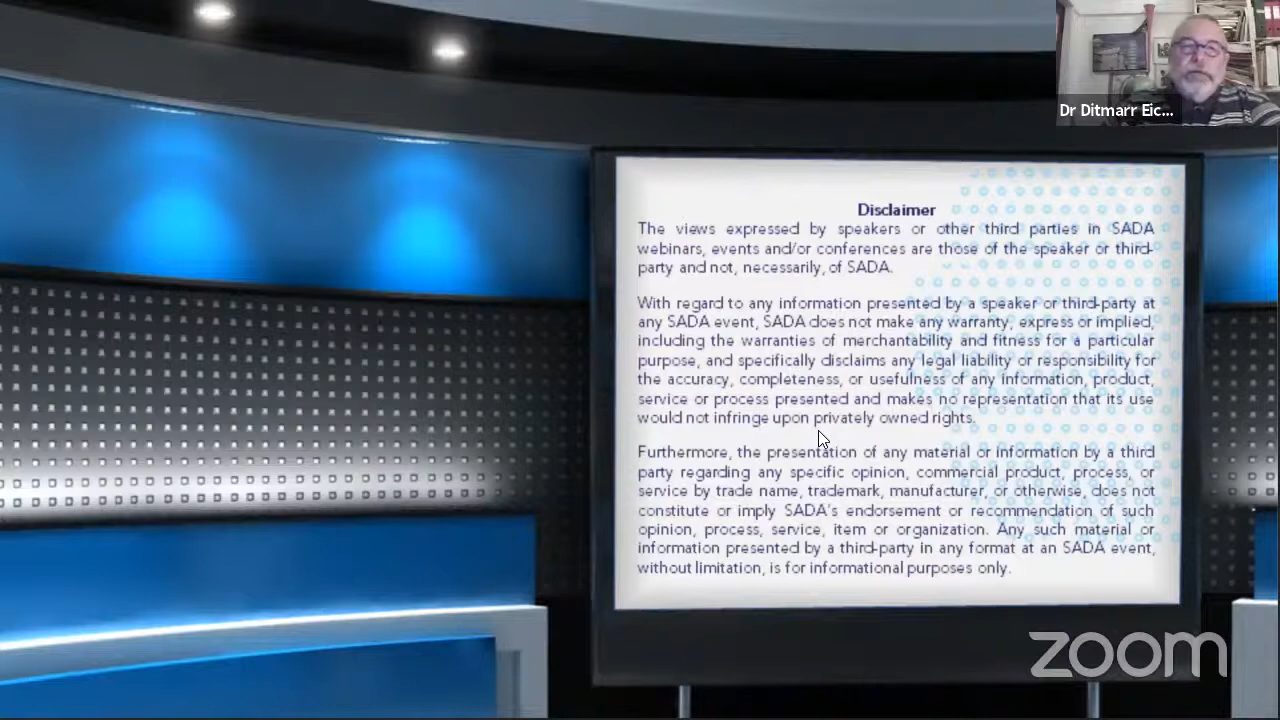 Dr Ditmarr Eic...
Disclaimer
The views expressed by speakers or other third parties in SADA
webinars, events and/or conferences are those of the speaker or third-
party and not, necessarily, of SADA.
With regard to any information presented by a speaker or third-party at
any SADA event, SADA does not make any warranty, express or implied,
including the warranties of merchantability and fitness for a particular
purpose, and specifically disclaims any legal liability or responsibility for
the accuracy, completeness, or usefulness of any information, product,
service or process presented and makes no representation that its use
would not infringe upon privately owned rights.
Furthermore, the presentation of any material or information by a third
party regarding any specific opinion, commercial product, process, or
service by trade name, trademark, manufacturer, or otherwise, does not
constitute or imply SADA's endorsement or recommendation of such
opinion, process, service, item or organization. Any such material or
information presented by a third-party in any format at an SADA event,
without limitation, is for informational purposes only.
zoom